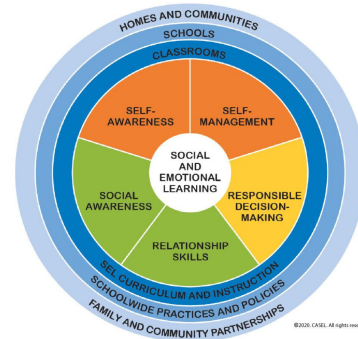 HOMES AND COMMUNITIES
SCHOOLS
CLASSROOMS
SELF-
AWARENESS
SELF-
MANAGEMENT
SOCIAL
AND
EMOTIONAL
LEARNING
SOCIAL
AWARENESS
RESPONSIBLE
DECISION-
MAKING
RELATIONSHIP
SKILLS
SEL CURRICULUM AND INSTRUCTION
SCHOOLWIDE PRACTICES AND POLICIES
FAMILY AND COMMUNITY PARTNERSHIPS
©2020. CASEL. All rights rese